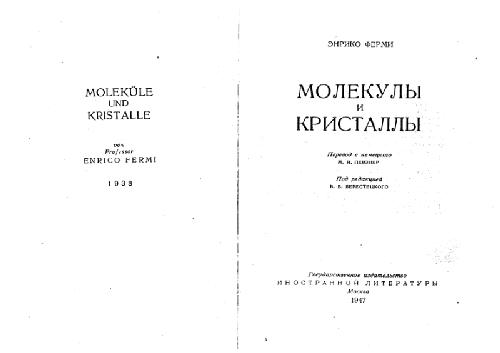 MOLEKÜLE
UND
KRISTALLE
von
Professor
ENRICO FERMI
1938
ЭНРИКО ФЕРМИ
МОЛЕКУЛЫ
И
КРИСТАЛЛЫ
Перевод с немецкого
Под редакцией
В. Б. БЕРЕСТЕЦКОГО
Государственное издательство
ИНОСТРАННОЙ ЛИТЕРАТУРЫ
Москва
1947